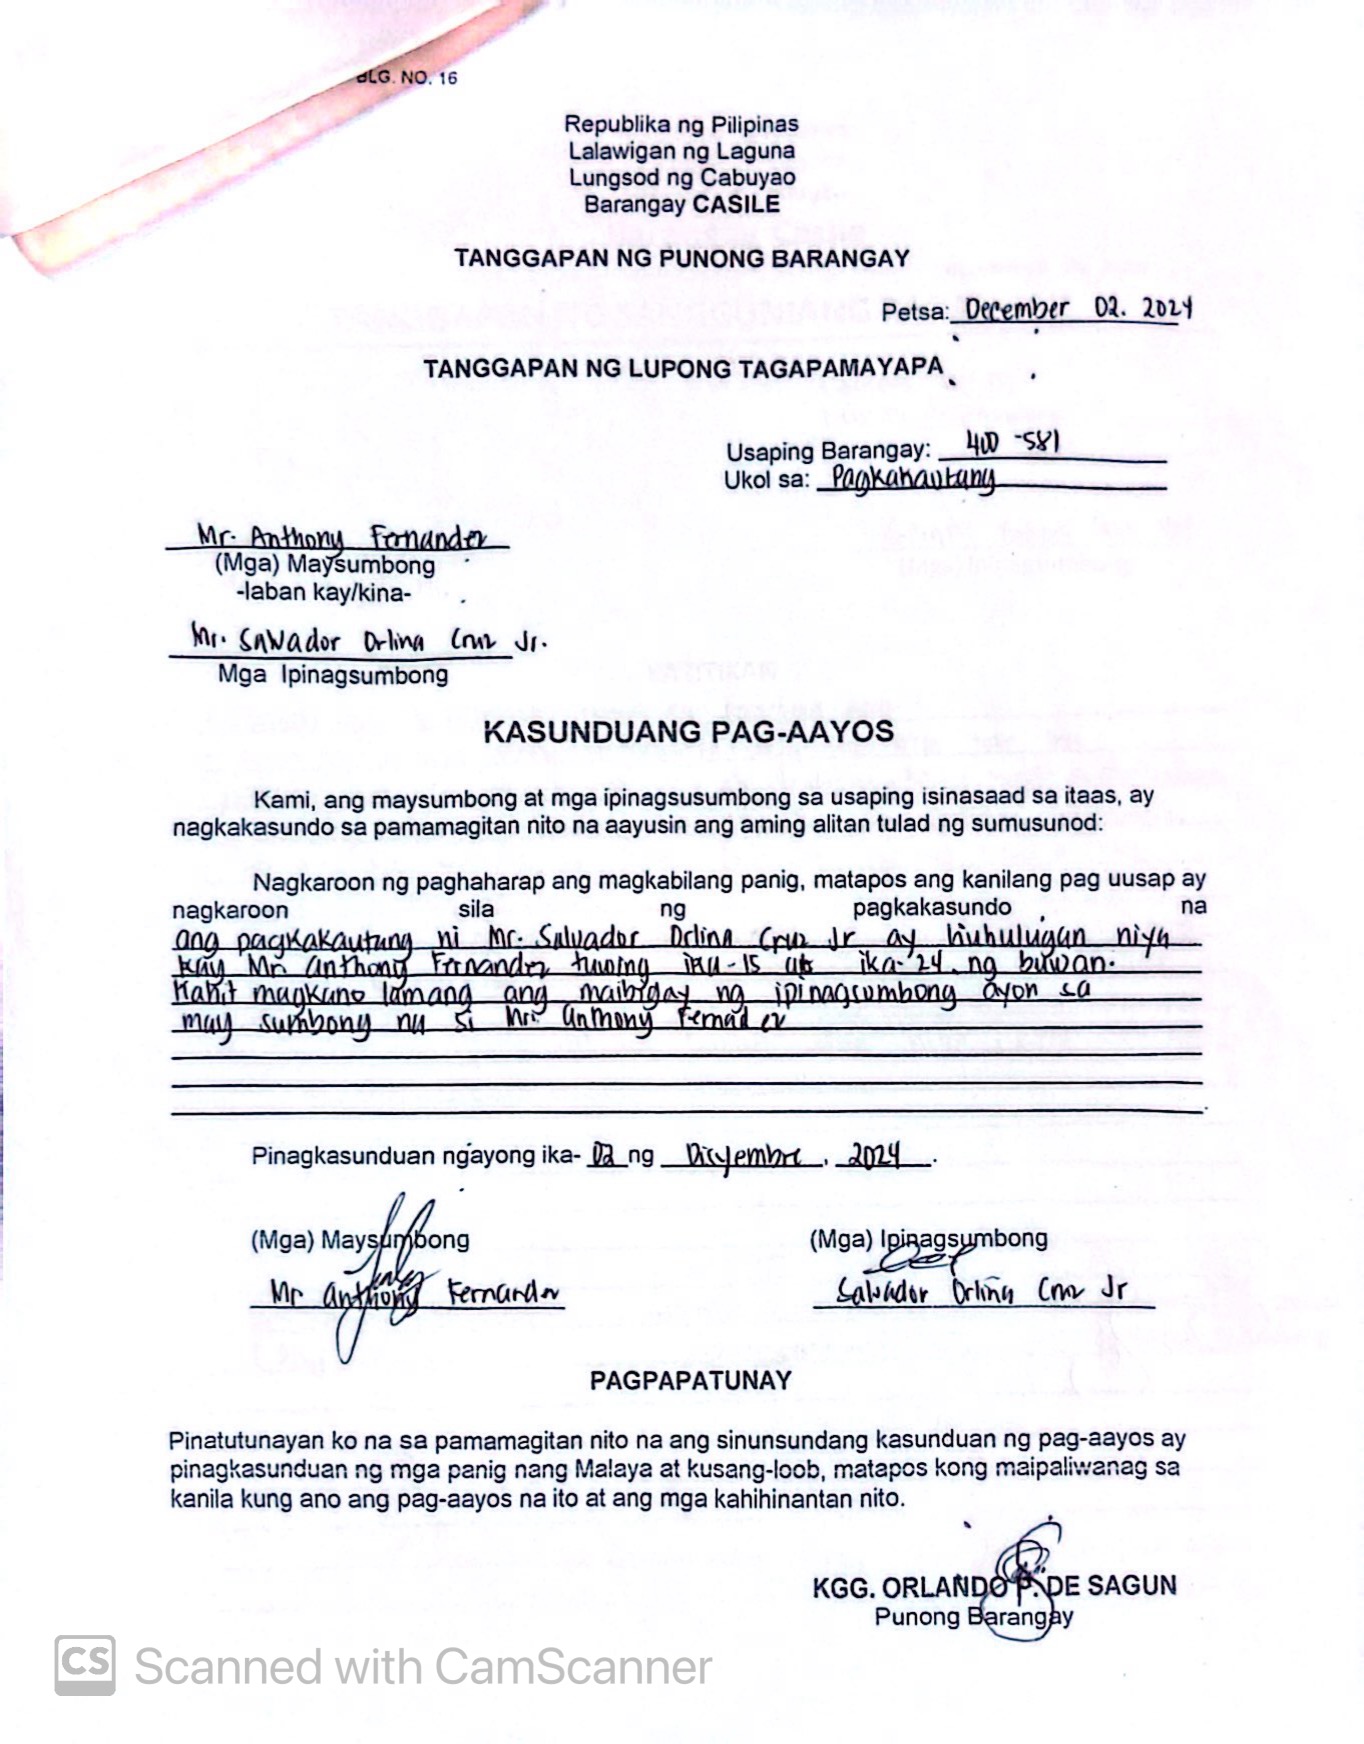 BLG. NO. 16
Republika ng Pilipinas
Lalawigan ng Laguna
Lungsod ng Cabuyao
Barangay CASILE
TANGGAPAN NG PUNONG BARANGAY
Petsa: December 02. 2024
TANGGAPAN NG LUPONG TAGAPAMAYAPA
Usaping Barangay: 400 -581
Ukol sa: Pagkakautang
Mr. Anthony Fernandez
(Mga) Maysumbong
-laban kay/kina-
Mr. Salvador Orlina Cruz Jr.
Mga Ipinagsumbong
KASUNDUANG PAG-AAYOS
Kami, ang maysumbong at mga ipinagsusumbong sa usaping isinasaad sa itaas, ay
nagkakasundo sa pamamagitan nito na aayusin ang aming alitan tulad ng sumusunod:
Nagkaroon ng paghaharap ang magkabilang panig, matapos ang kanilang pag uusap ay
nagkaroon sila ng pagkakasundo , na
ang pagkakautang ni Mr. Salvador Orlina Cruz Jr ay huhulugan niya
kay Mr. Anthony Fernandez tuwing ika-15 at ika-24 ng buwan.
Kahit magkano lamang ang maibigay ng ipinagsumbong ayon sa
may sumbong na si Mr. Anthony Fernadez
Pinagkasunduan ngayong ika- 02 ng Disyembre , 2024.
(Mga) Maysumbong (Mga) Ipinagsumbong
Mr Anthony Fernandez Salvador Orlina Cruz Jr
PAGPAPATUNAY
Pinatutunayan ko na sa pamamagitan nito na ang sinunsundang kasunduan ng pag-aayos ay
pinagkasunduan ng mga panig nang Malaya at kusang-loob, matapos kong maipaliwanag sa
kanila kung ano ang pag-aayos na ito at ang mga kahihinantan nito.
KGG. ORLANDO P. DE SAGUN
Punong Barangay
CS Scanned with CamScanner